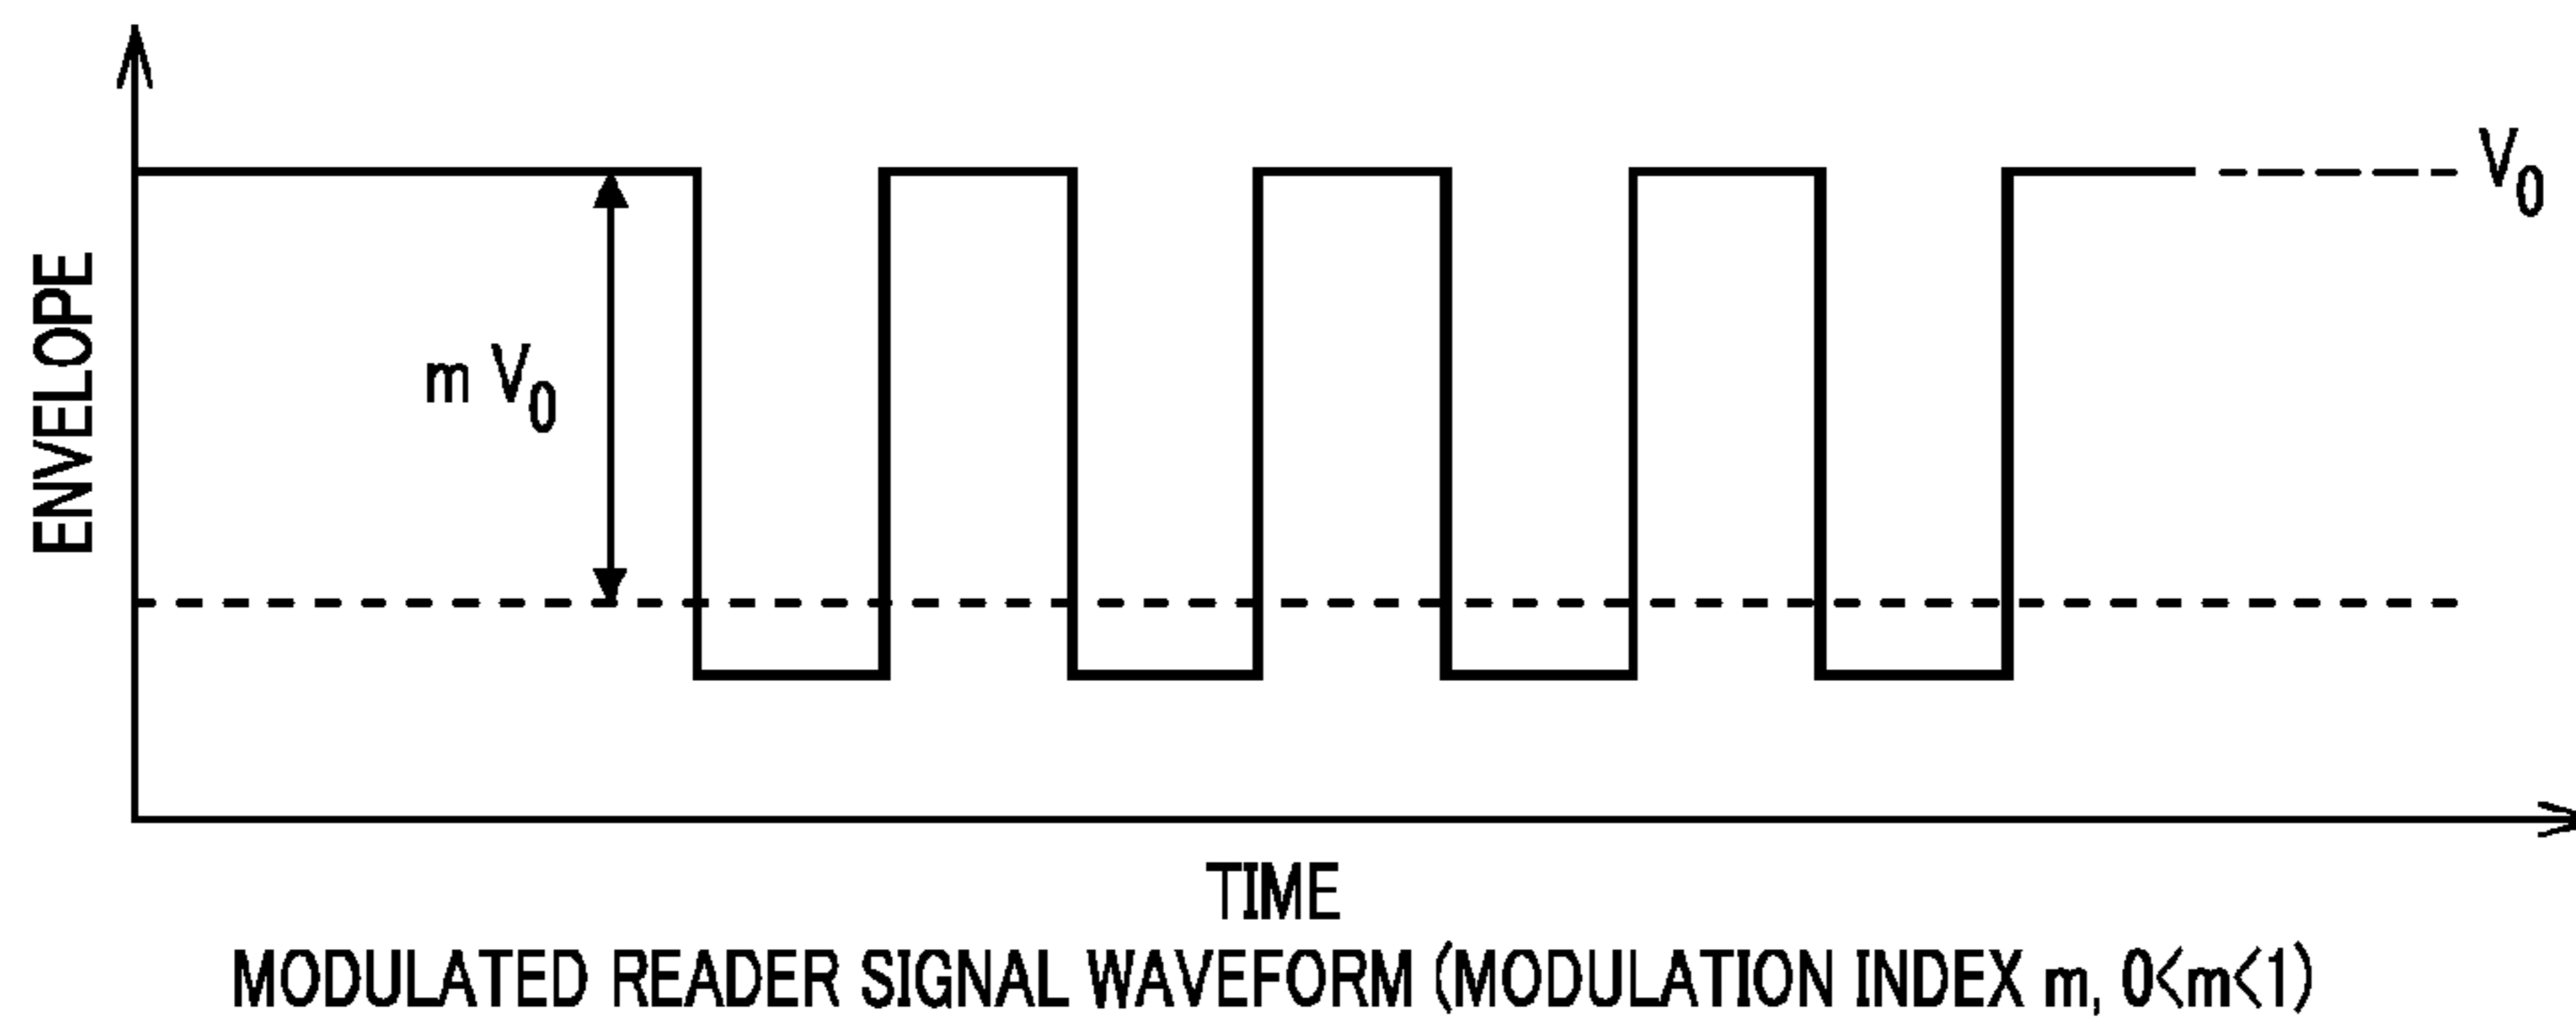 V₀
ENVELOPE
m V₀
TIME
MODULATED READER SIGNAL WAVEFORM (MODULATION INDEX m, 0<m<1)